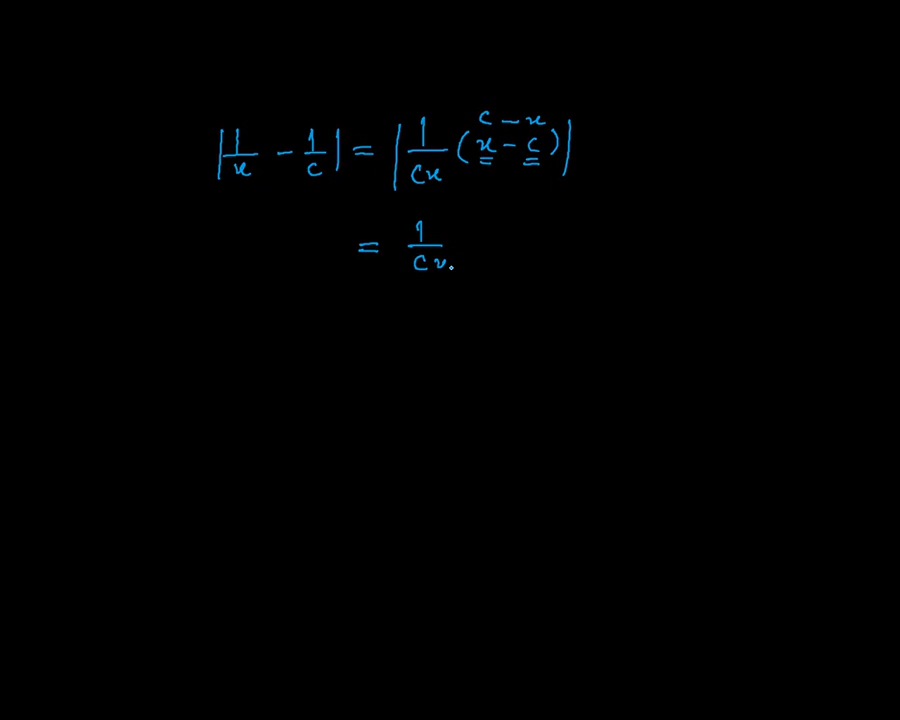 c - x
|1/x - 1/c| = |1/cx (x - c)|
= 1/cx